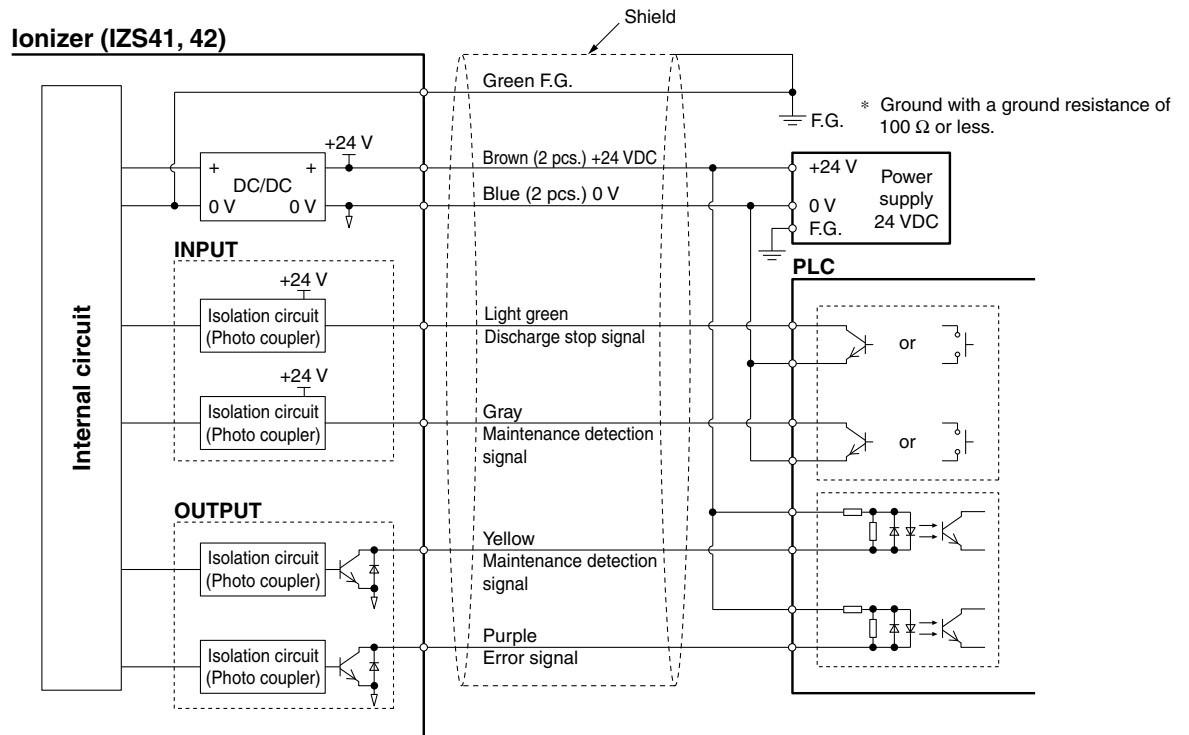 Shield
Ionizer (IZS41, 42)
Green F.G.
F.G.
* Ground with a ground resistance of
100 Ω or less.
+24 V
Brown (2 pcs.) +24 VDC
+ +
DC/DC
0 V 0 V
Blue (2 pcs.) 0 V
+24 V
0 V
F.G.
Power
supply
24 VDC
INPUT
PLC
+24 V
Isolation circuit
(Photo coupler)
Light green
Discharge stop signal
or
+24 V
Isolation circuit
(Photo coupler)
Gray
Maintenance detection
signal
or
Internal circuit
OUTPUT
Isolation circuit
(Photo coupler)
Yellow
Maintenance detection
signal
Isolation circuit
(Photo coupler)
Purple
Error signal